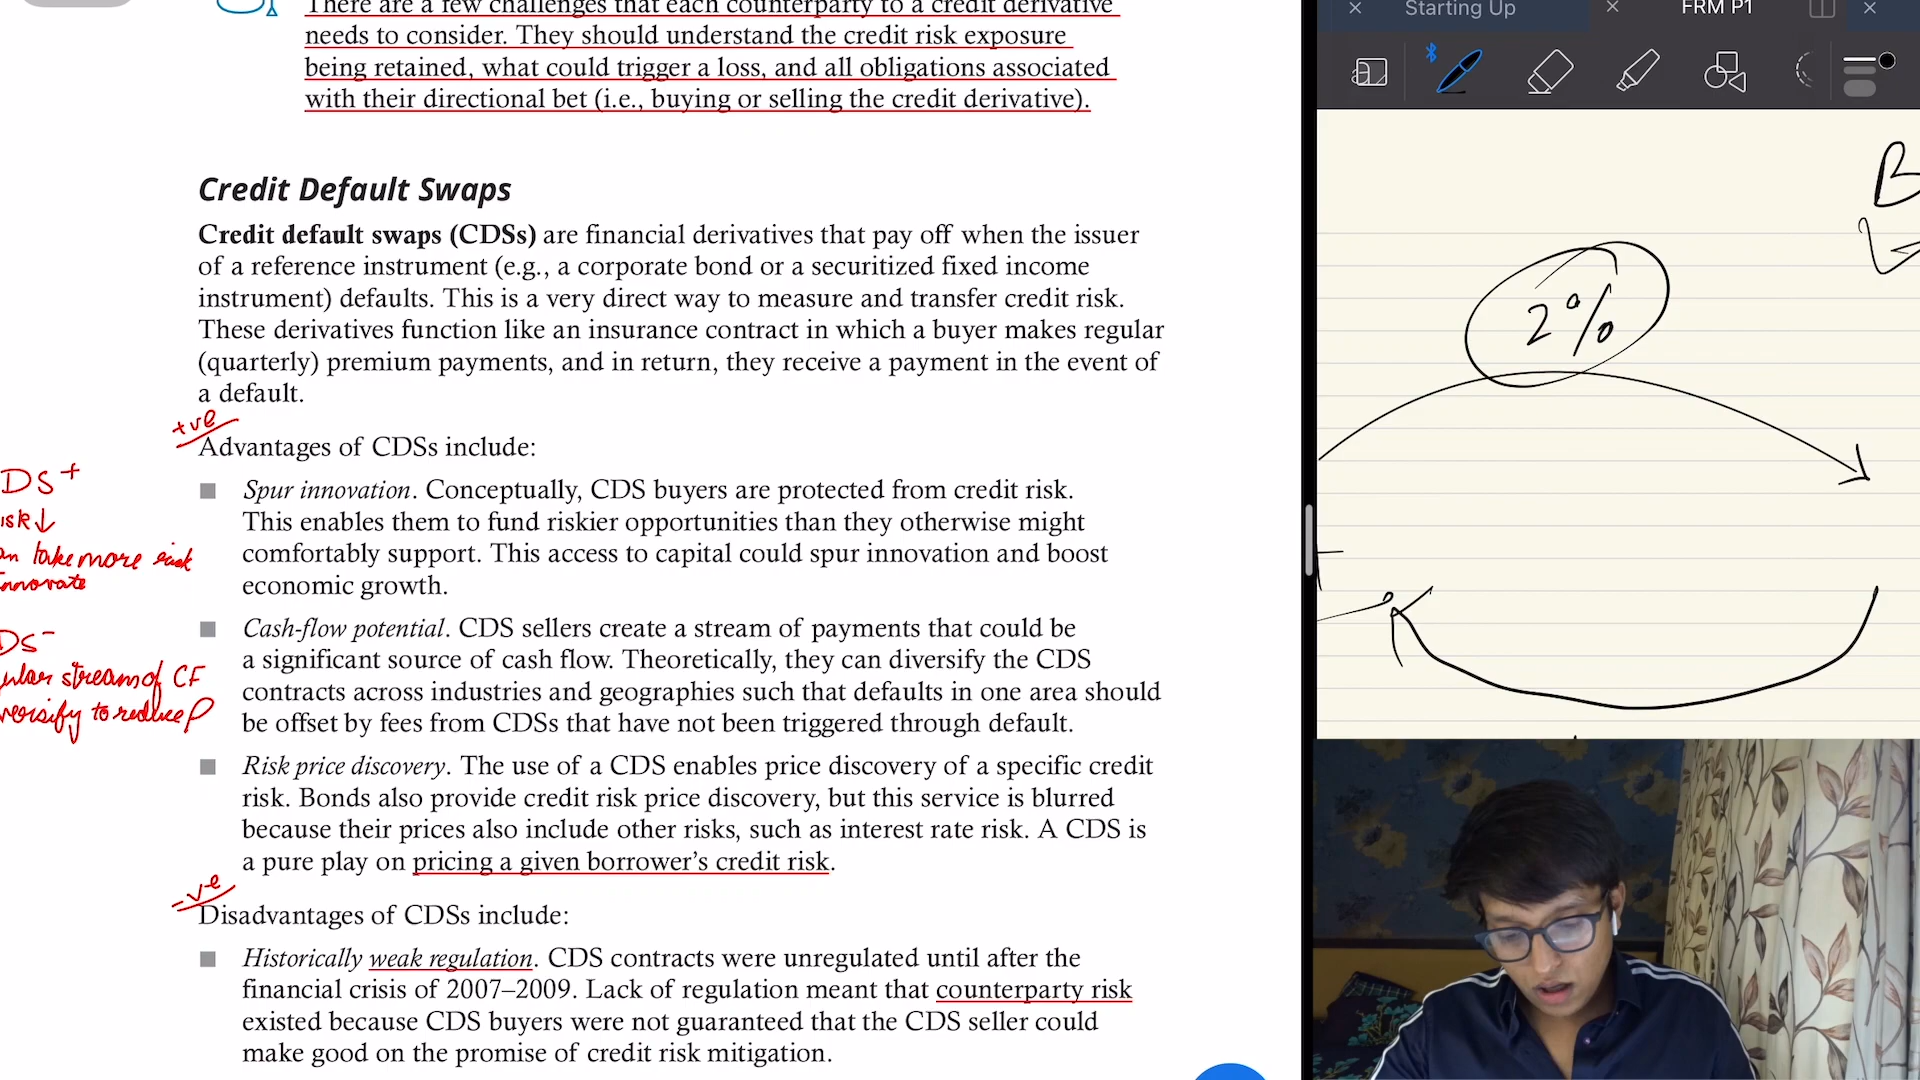 There are a few challenges that each counterparty to a credit derivative
needs to consider. They should understand the credit risk exposure
being retained, what could trigger a loss, and all obligations associated
with their directional bet (i.e., buying or selling the credit derivative).
Credit Default Swaps
Credit default swaps (CDSs) are financial derivatives that pay off when the issuer
of a reference instrument (e.g., a corporate bond or a securitized fixed income
instrument) defaults. This is a very direct way to measure and transfer credit risk.
These derivatives function like an insurance contract in which a buyer makes regular
(quarterly) premium payments, and in return, they receive a payment in the event of
a default.
+ve
Advantages of CDSs include:
■ Spur innovation. Conceptually, CDS buyers are protected from credit risk.
This enables them to fund riskier opportunities than they otherwise might
comfortably support. This access to capital could spur innovation and boost
economic growth.
■ Cash-flow potential. CDS sellers create a stream of payments that could be
a significant source of cash flow. Theoretically, they can diversify the CDS
contracts across industries and geographies such that defaults in one area should
be offset by fees from CDSs that have not been triggered through default.
■ Risk price discovery. The use of a CDS enables price discovery of a specific credit
risk. Bonds also provide credit risk price discovery, but this service is blurred
because their prices also include other risks, such as interest rate risk. A CDS is
a pure play on pricing a given borrower's credit risk.
-ve
Disadvantages of CDSs include:
■ Historically weak regulation. CDS contracts were unregulated until after the
financial crisis of 2007–2009. Lack of regulation meant that counterparty risk
existed because CDS buyers were not guaranteed that the CDS seller could
make good on the promise of credit risk mitigation.
DS+
isk↓
an take more risk
innovate
DS-
ular stream of CF
versify to reduce ρ
Starting Up
FRM P1
B
2%